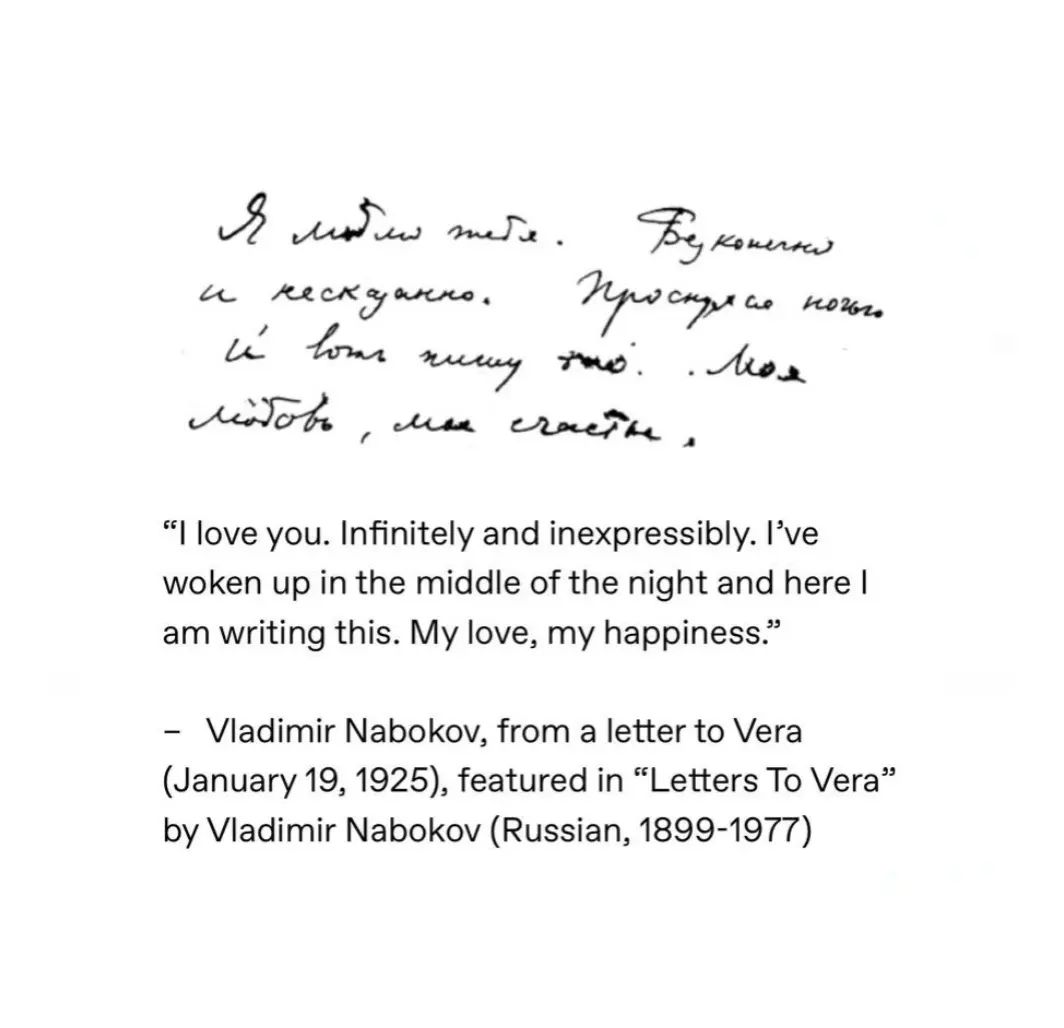 Я люблю тебя. Бесконечно
и несказанно. Проснулся ночью
и вот пишу это. Моя
любовь, мое счастье.
“I love you. Infinitely and inexpressibly. I’ve
woken up in the middle of the night and here I
am writing this. My love, my happiness.”
– Vladimir Nabokov, from a letter to Vera
(January 19, 1925), featured in “Letters To Vera”
by Vladimir Nabokov (Russian, 1899-1977)